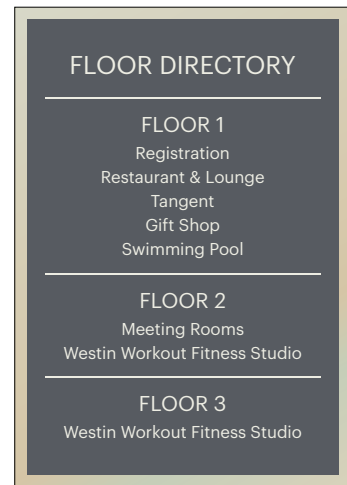 FLOOR DIRECTORY
FLOOR 1
Registration
Restaurant & Lounge
Tangent
Gift Shop
Swimming Pool
FLOOR 2
Meeting Rooms
Westin Workout Fitness Studio
FLOOR 3
Westin Workout Fitness Studio